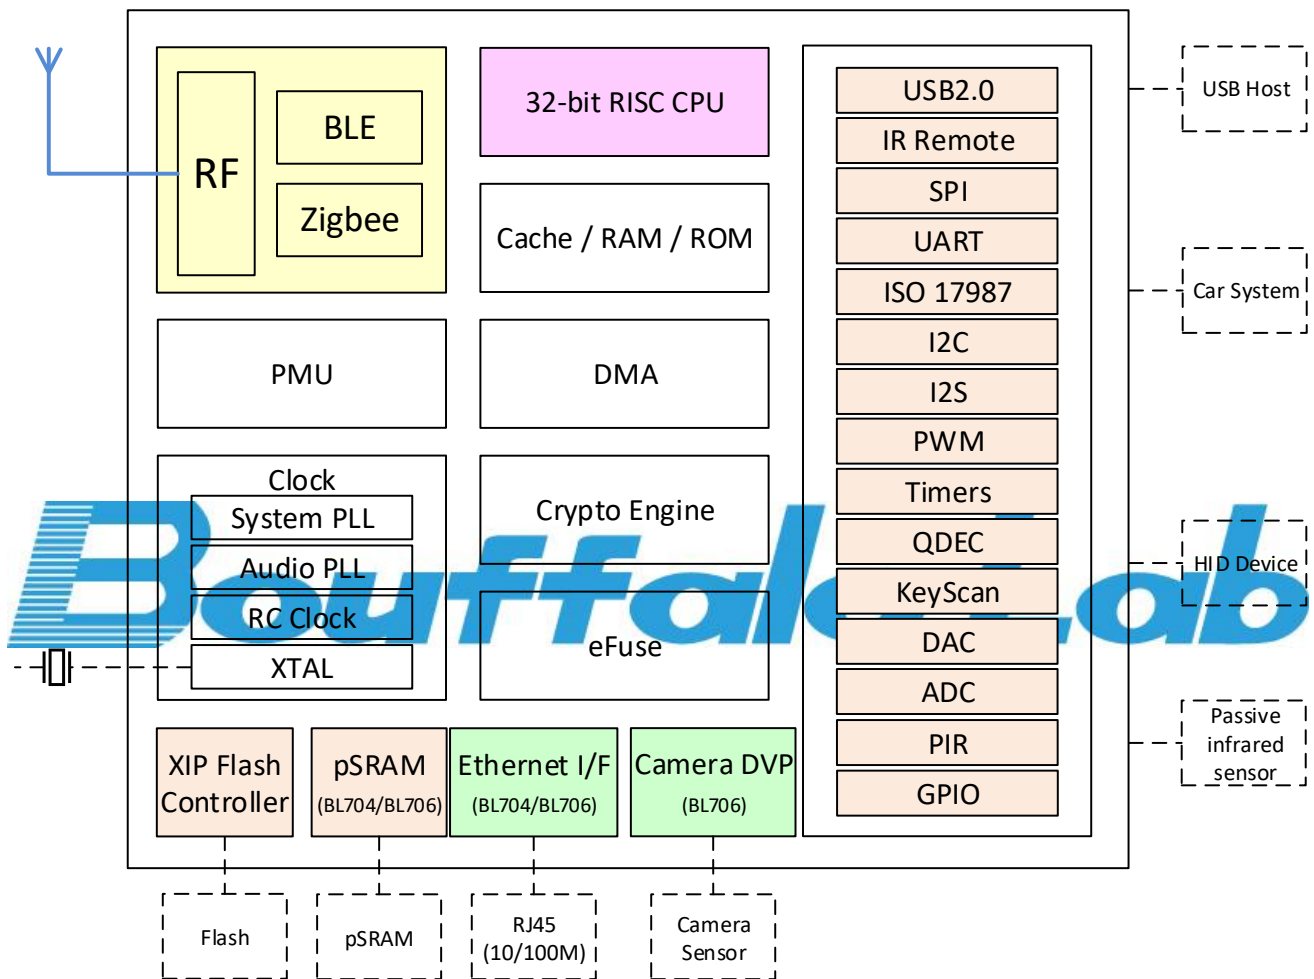 RF
BLE
Zigbee
32-bit RISC CPU
Cache / RAM / ROM
PMU
DMA
Clock
System PLL
Audio PLL
RC Clock
XTAL
Crypto Engine
eFuse
XIP Flash
Controller
pSRAM
(BL704/BL706)
Ethernet I/F
(BL704/BL706)
Camera DVP
(BL706)
USB2.0
IR Remote
SPI
UART
ISO 17987
I2C
I2S
PWM
Timers
QDEC
KeyScan
DAC
ADC
PIR
GPIO
USB Host
Car System
HID Device
Passive
infrared
sensor
Flash
pSRAM
RJ45
(10/100M)
Camera
Sensor
Bouffalo Lab